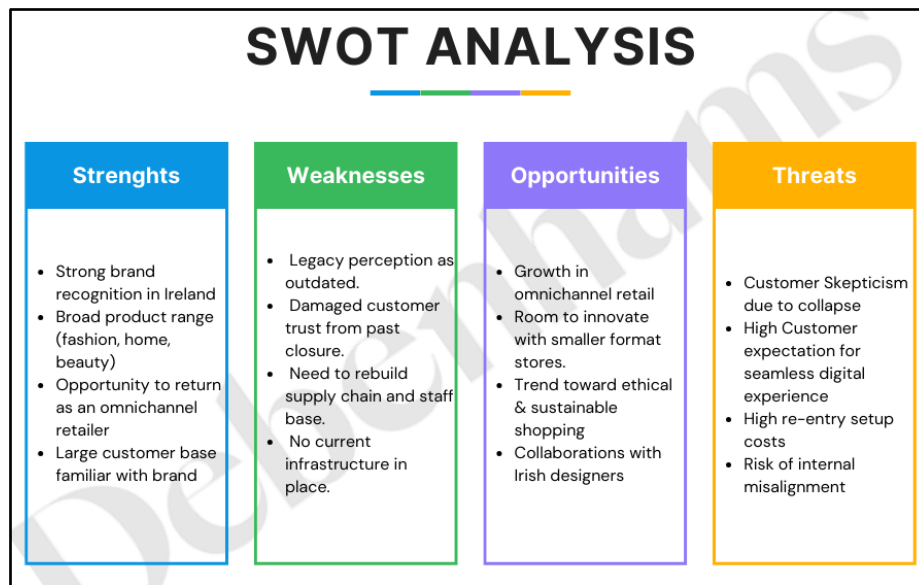 SWOT ANALYSIS
Strenghts
• Strong brand
recognition in Ireland
• Broad product range
(fashion, home,
beauty)
• Opportunity to return
as an omnichannel
retailer
• Large customer base
familiar with brand
Weaknesses
• Legacy perception as
outdated.
• Damaged customer
trust from past
closure.
• Need to rebuild
supply chain and staff
base.
• No current
infrastructure in
place.
Opportunities
• Growth in
omnichannel retail
• Room to innovate
with smaller format
stores.
• Trend toward ethical
& sustainable
shopping
• Collaborations with
Irish designers
Threats
• Customer Skepticism
due to collapse
• High Customer
expectation for
seamless digital
experience
• High re-entry setup
costs
• Risk of internal
misalignment
Debenhams